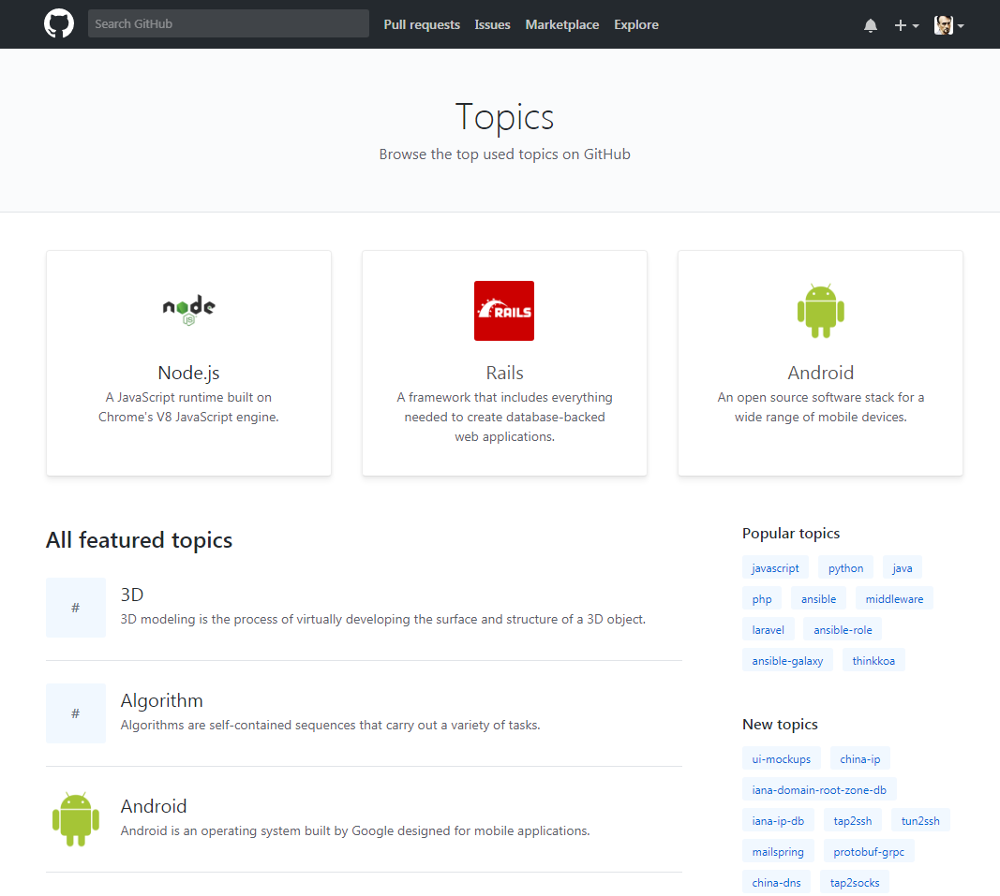 Search GitHub Pull requests Issues Marketplace Explore
Topics
Browse the top used topics on GitHub
node
JS
Node.js
A JavaScript runtime built on
Chrome's V8 JavaScript engine.
RAILS
Rails
A framework that includes everything
needed to create database-backed
web applications.
Android
An open source software stack for a
wide range of mobile devices.
All featured topics
#
3D
3D modeling is the process of virtually developing the surface and structure of a 3D object.
#
Algorithm
Algorithms are self-contained sequences that carry out a variety of tasks.
Android
Android is an operating system built by Google designed for mobile applications.
Popular topics
javascript python java
php ansible middleware
laravel ansible-role
ansible-galaxy thinkkoa
New topics
ui-mockups china-ip
iana-domain-root-zone-db
iana-ip-db tap2ssh tun2ssh
mailspring protobuf-grpc
china-dns tap2socks